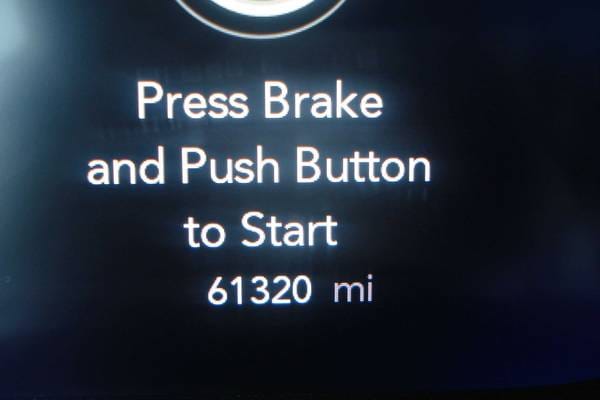 Press Brake
and Push Button
to Start
61320 mi